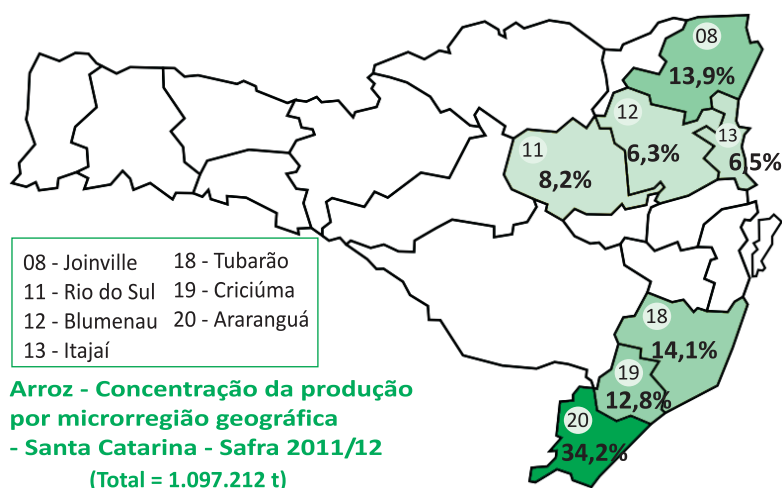 08
13,9%
12
6,3%
13
6,5%
11
8,2%
08 - Joinville
11 - Rio do Sul
12 - Blumenau
13 - Itajaí
18 - Tubarão
19 - Criciúma
20 - Araranguá
18
14,1%
19
12,8%
20
34,2%
Arroz - Concentração da produção
por microrregião geográfica
- Santa Catarina - Safra 2011/12
(Total = 1.097.212 t)